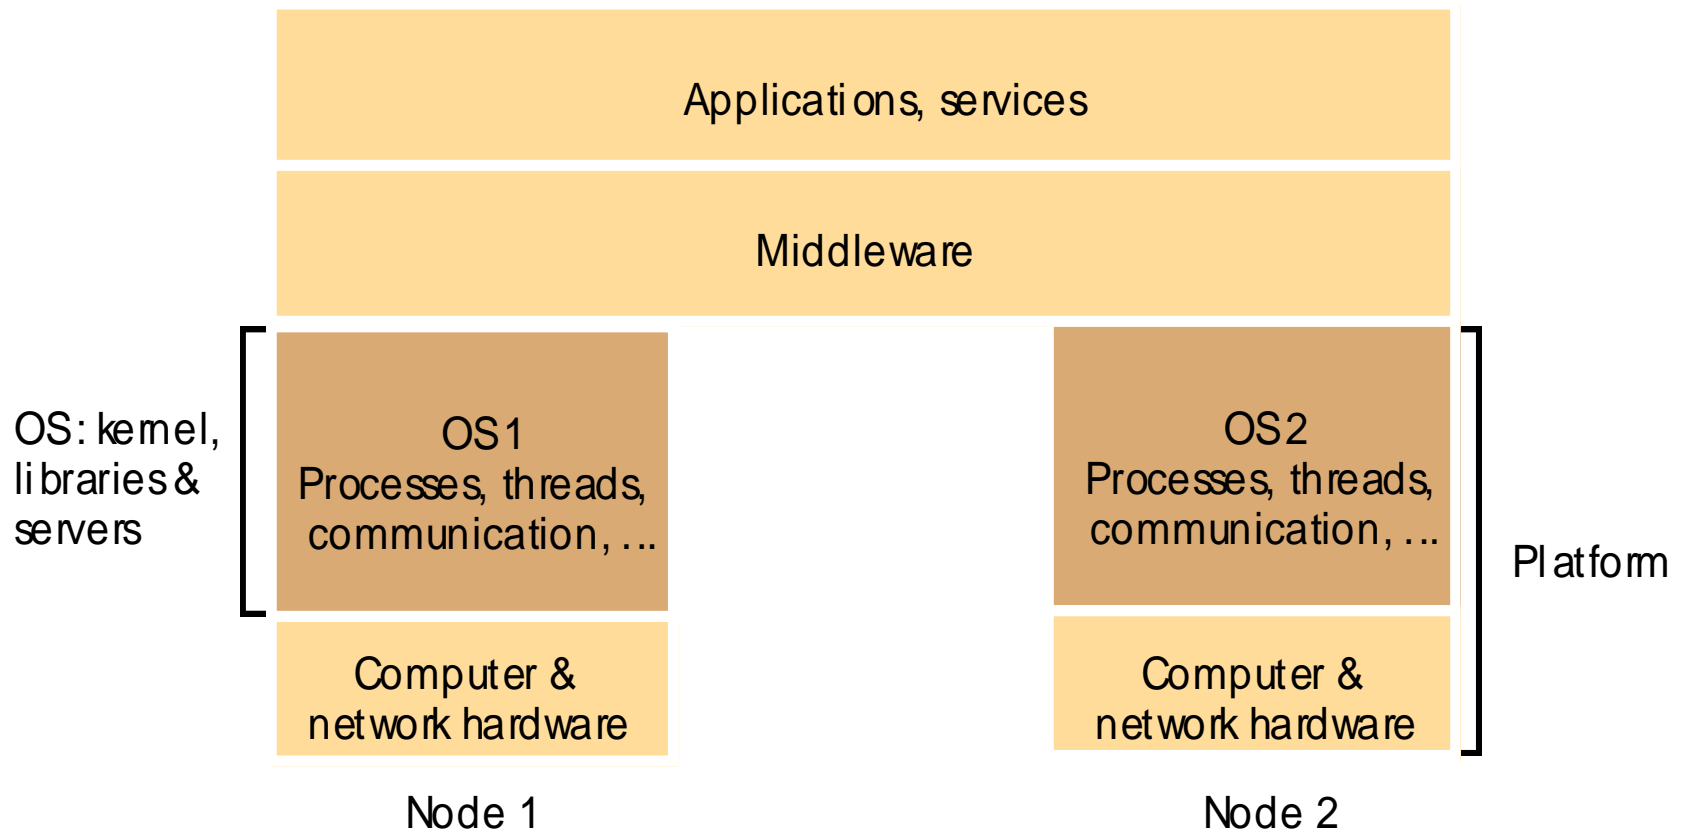 Applications, services
Middleware
OS: kernel,
libraries &
servers
OS1
Processes, threads,
communication, ...
OS2
Processes, threads,
communication, ...
Platform
Computer &
network hardware
Computer &
network hardware
Node 1
Node 2